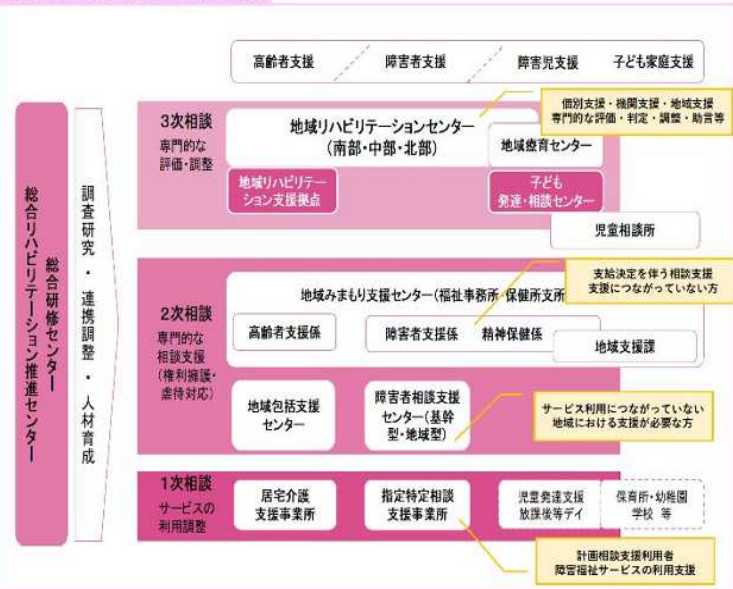 高齢者支援
障害者支援
障害児支援
子ども家庭支援
総合研修センター
総合リハビリテーション推進センター
調査研究・連携調整・人材育成
3次相談
専門的な
評価・調整
地域リハビリテーションセンター
(南部・中部・北部)
地域療育センター
個別支援・機関支援・地域支援
専門的な評価・判定・調整・助言等
地域リハビリテー
ション支援拠点
子ども
発達・相談センター
児童相談所
2次相談
専門的な
相談支援
(権利擁護・
虐待対応)
地域みまもり支援センター(福祉事務所・保健所支所
支給決定を伴う相談支援
支援につながっていない方
高齢者支援係
障害者支援係
精神保健係
地域支援課
地域包括支援
センター
障害者相談支援
センター(基幹
型・地域型)
サービス利用につながっていない
地域における支援が必要な方
1次相談
サービスの
利用調整
居宅介護
支援事業所
指定特定相談
支援事業所
児童発達支援
放課後等デイ
保育所・幼稚園
学校 等
計画相談支援利用者
障害福祉サービスの利用支援